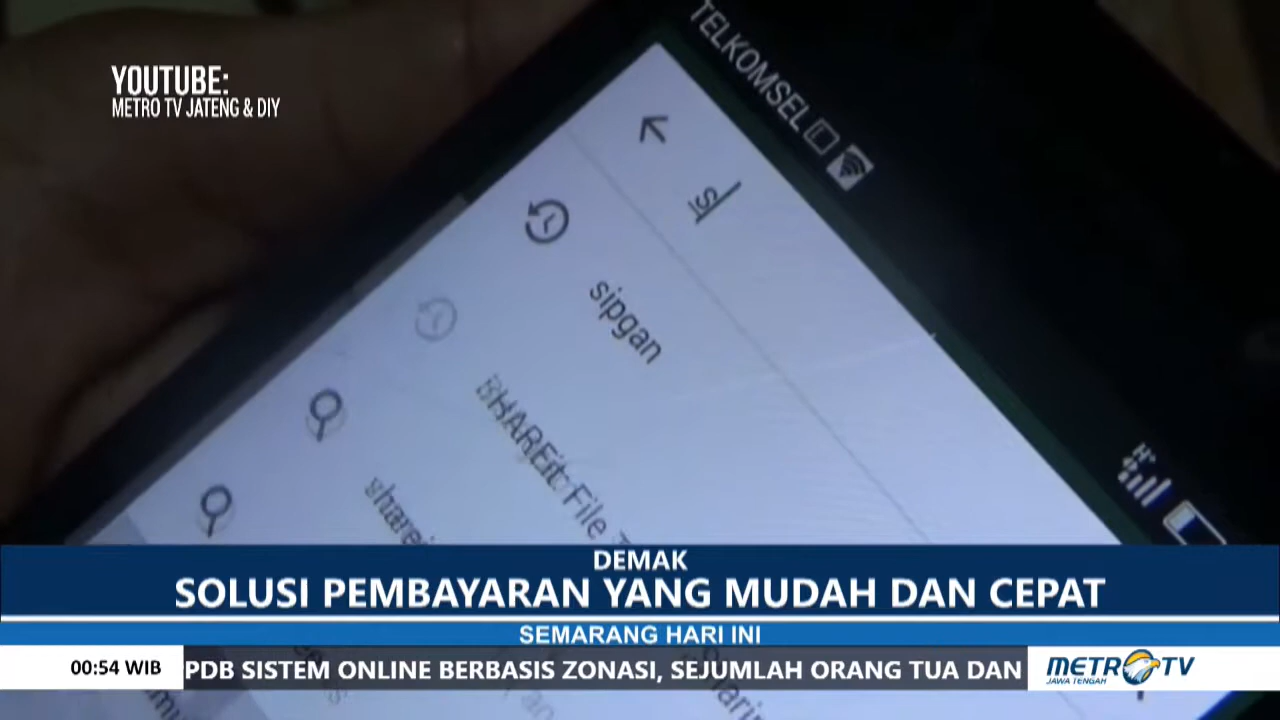 YOUTUBE:
METRO TV JATENG & DIY
TELKOMSEL
s
sipgan
SHAREit: File
DEMAK
SOLUSI PEMBAYARAN YANG MUDAH DAN CEPAT
SEMARANG HARI INI
00:54 WIB
PDB SISTEM ONLINE BERBASIS ZONASI, SEJUMLAH ORANG TUA DAN
METRO TV
JAWA TENGAH